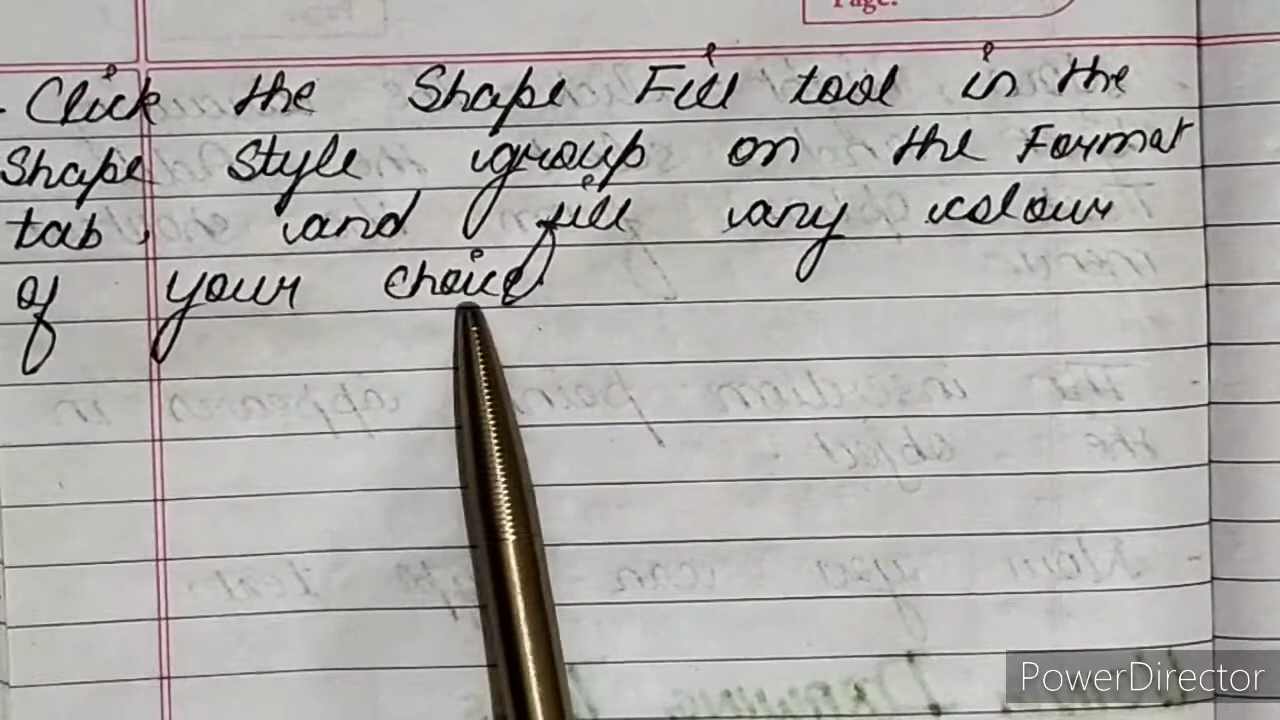 Page.
- Click the Shape Fill tool in the
Shape Style group on the Format
tab, and fill any colour
of your choice
PowerDirector